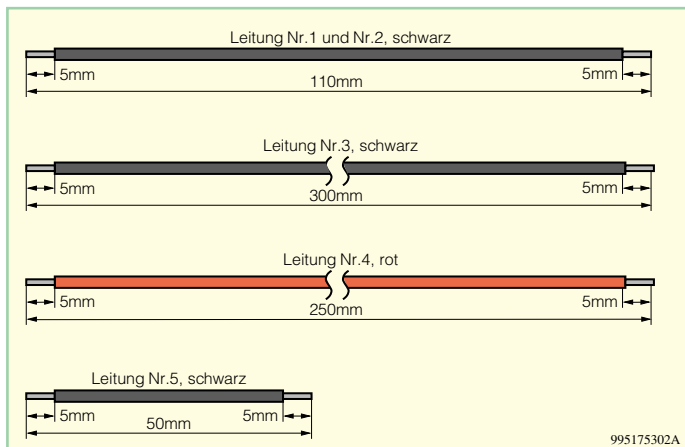 Leitung Nr.1 und Nr.2, schwarz
5mm 5mm
110mm
Leitung Nr.3, schwarz
5mm 5mm
300mm
Leitung Nr.4, rot
5mm 5mm
250mm
Leitung Nr.5, schwarz
5mm 5mm
50mm
995175302A